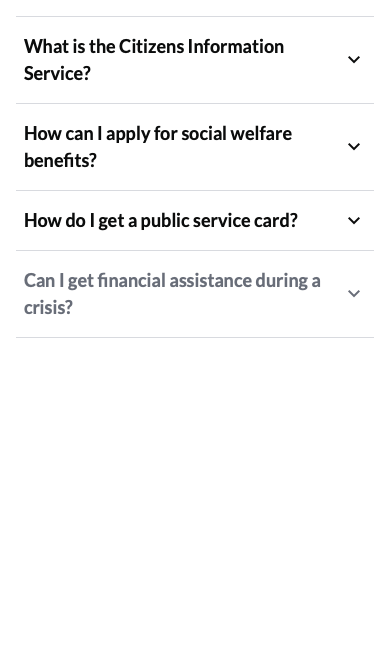 What is the Citizens Information
Service?
How can I apply for social welfare
benefits?
How do I get a public service card?
Can I get financial assistance during a
crisis?